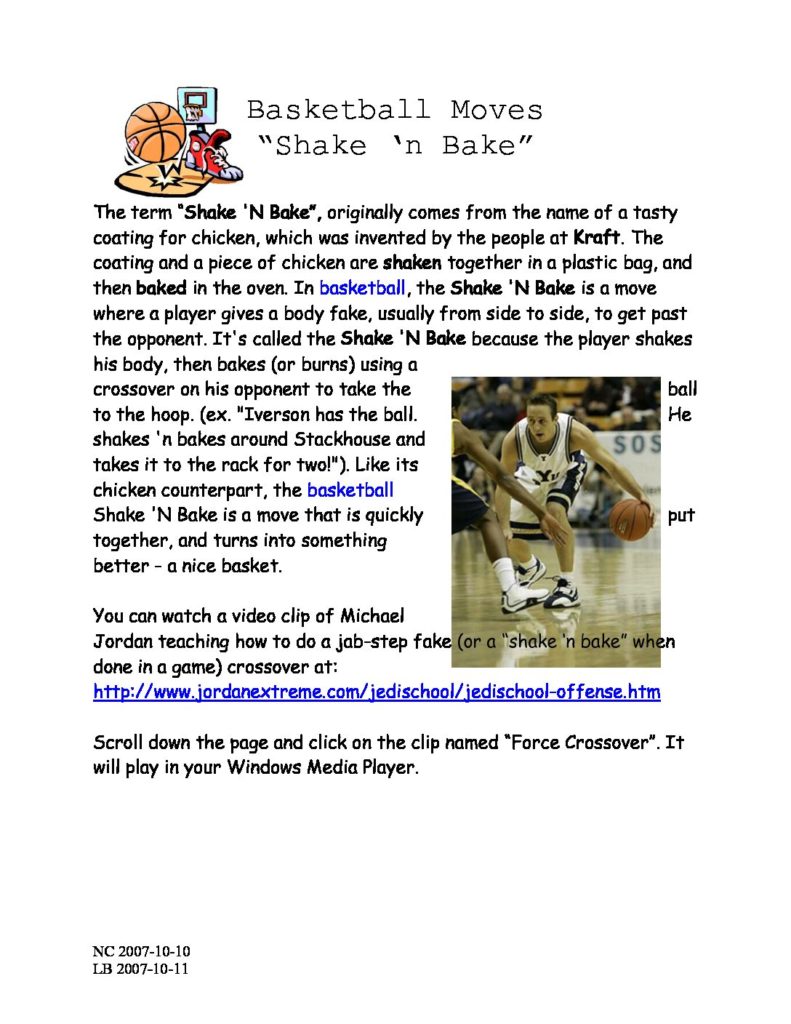 Basketball Moves
“Shake ‘n Bake”
The term “Shake 'N Bake”, originally comes from the name of a tasty
coating for chicken, which was invented by the people at Kraft. The
coating and a piece of chicken are shaken together in a plastic bag, and
then baked in the oven. In basketball, the Shake 'N Bake is a move
where a player gives a body fake, usually from side to side, to get past
the opponent. It's called the Shake 'N Bake because the player shakes
his body, then bakes (or burns) using a
crossover on his opponent to take the ball
to the hoop. (ex. "Iverson has the ball. He
shakes 'n bakes around Stackhouse and
takes it to the rack for two!"). Like its
chicken counterpart, the basketball
Shake 'N Bake is a move that is quickly put
together, and turns into something
better - a nice basket.
SOS
You can watch a video clip of Michael
Jordan teaching how to do a jab-step fake (or a “shake ‘n bake” when
done in a game) crossover at:
http://www.jordanextreme.com/jedischool/jedischool-offense.htm
Scroll down the page and click on the clip named “Force Crossover”. It
will play in your Windows Media Player.
NC 2007-10-10
LB 2007-10-11